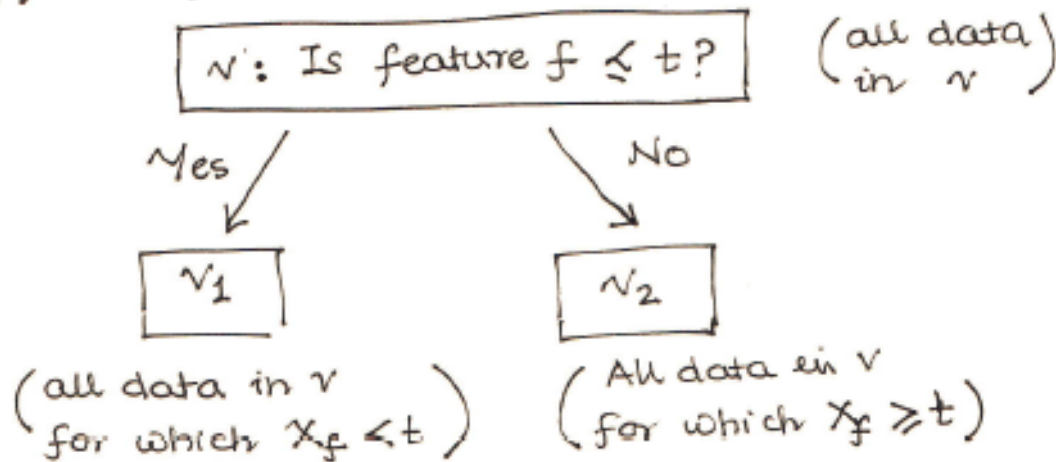 v: Is feature f ≤ t?
(all data in v)
Yes
No
v1
v2
(all data in v
for which Xf < t)
(All data in v
for which Xf ≥ t)